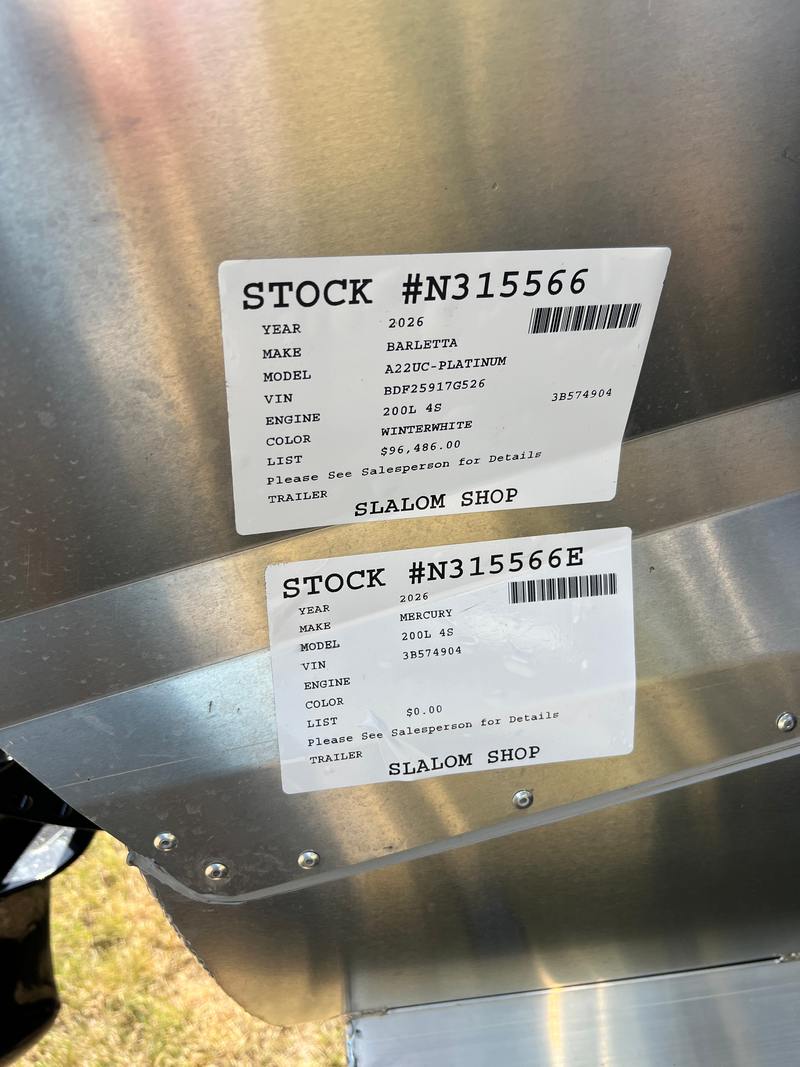 STOCK #N315566
YEAR 2026
MAKE BARLETTA
MODEL A22UC-PLATINUM
VIN BDF25917G526
ENGINE 200L 4S 3B574904
COLOR WINTERWHITE
LIST $96,486.00
Please See Salesperson for Details
TRAILER
SLALOM SHOP
STOCK #N315566E
YEAR 2026
MAKE MERCURY
MODEL 200L 4S
VIN 3B574904
ENGINE
COLOR
LIST $0.00
Please See Salesperson for Details
TRAILER
SLALOM SHOP